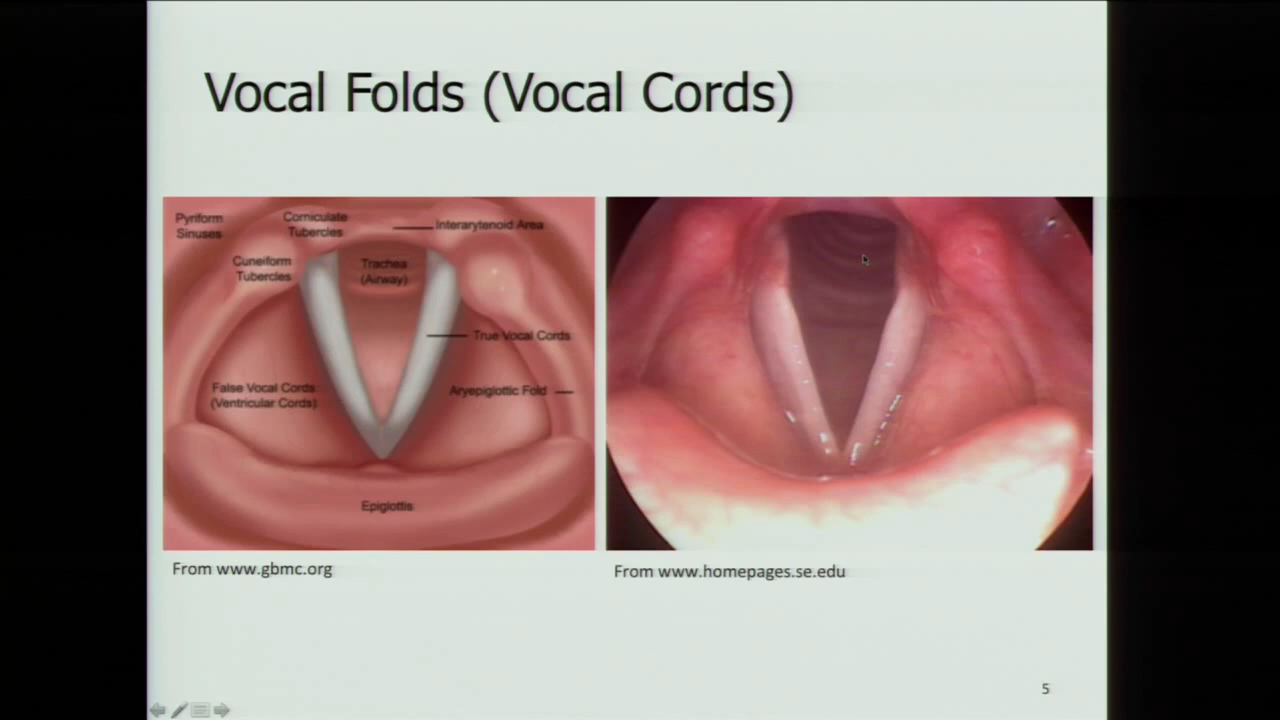 Vocal Folds (Vocal Cords)
Pyriform
Sinuses
Corniculate
Tubercles
Interarytenoid Area
Cuneiform
Tubercles
Trachea
(Airway)
True Vocal Cords
False Vocal Cords
(Ventricular Cords)
Aryepiglottic Fold
Epiglottis
From www.gbmc.org
From www.homepages.se.edu
5